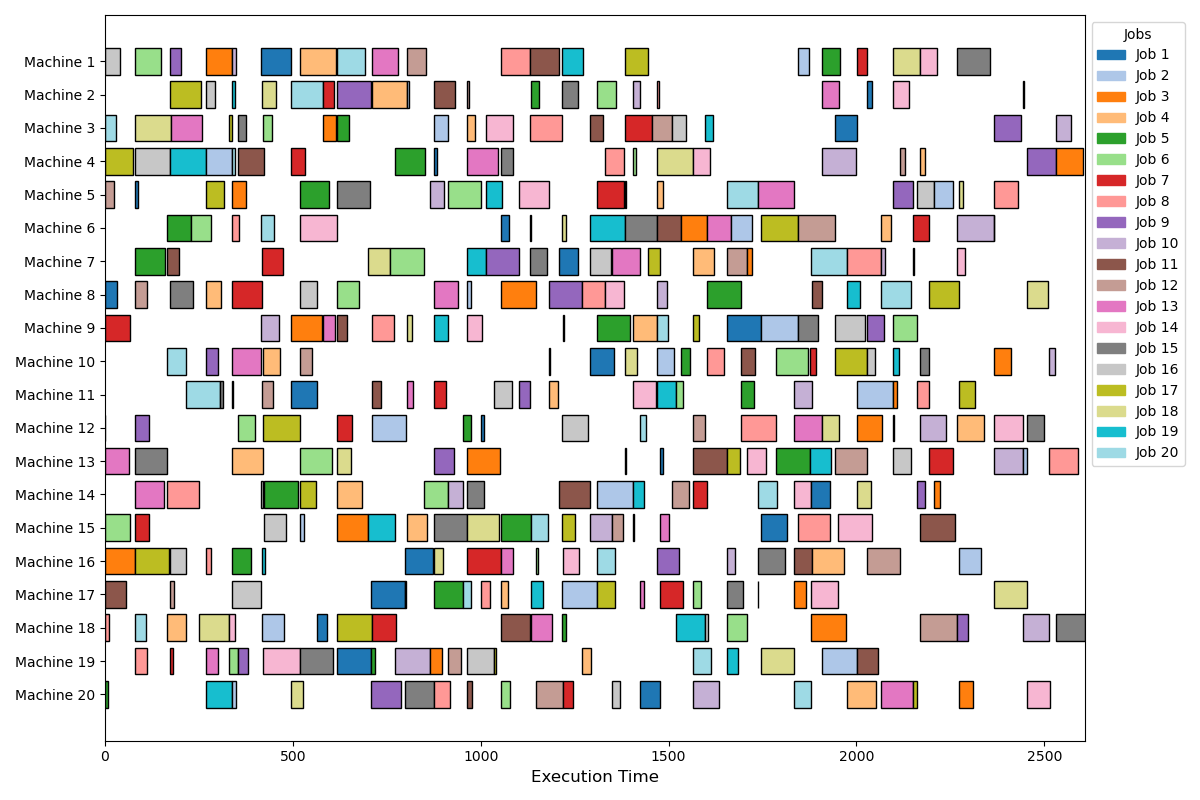 Machine 1
Machine 2
Machine 3
Machine 4
Machine 5
Machine 6
Machine 7
Machine 8
Machine 9
Machine 10
Machine 11
Machine 12
Machine 13
Machine 14
Machine 15
Machine 16
Machine 17
Machine 18
Machine 19
Machine 20
0 500 1000 1500 2000 2500
Execution Time
Jobs
Job 1
Job 2
Job 3
Job 4
Job 5
Job 6
Job 7
Job 8
Job 9
Job 10
Job 11
Job 12
Job 13
Job 14
Job 15
Job 16
Job 17
Job 18
Job 19
Job 20